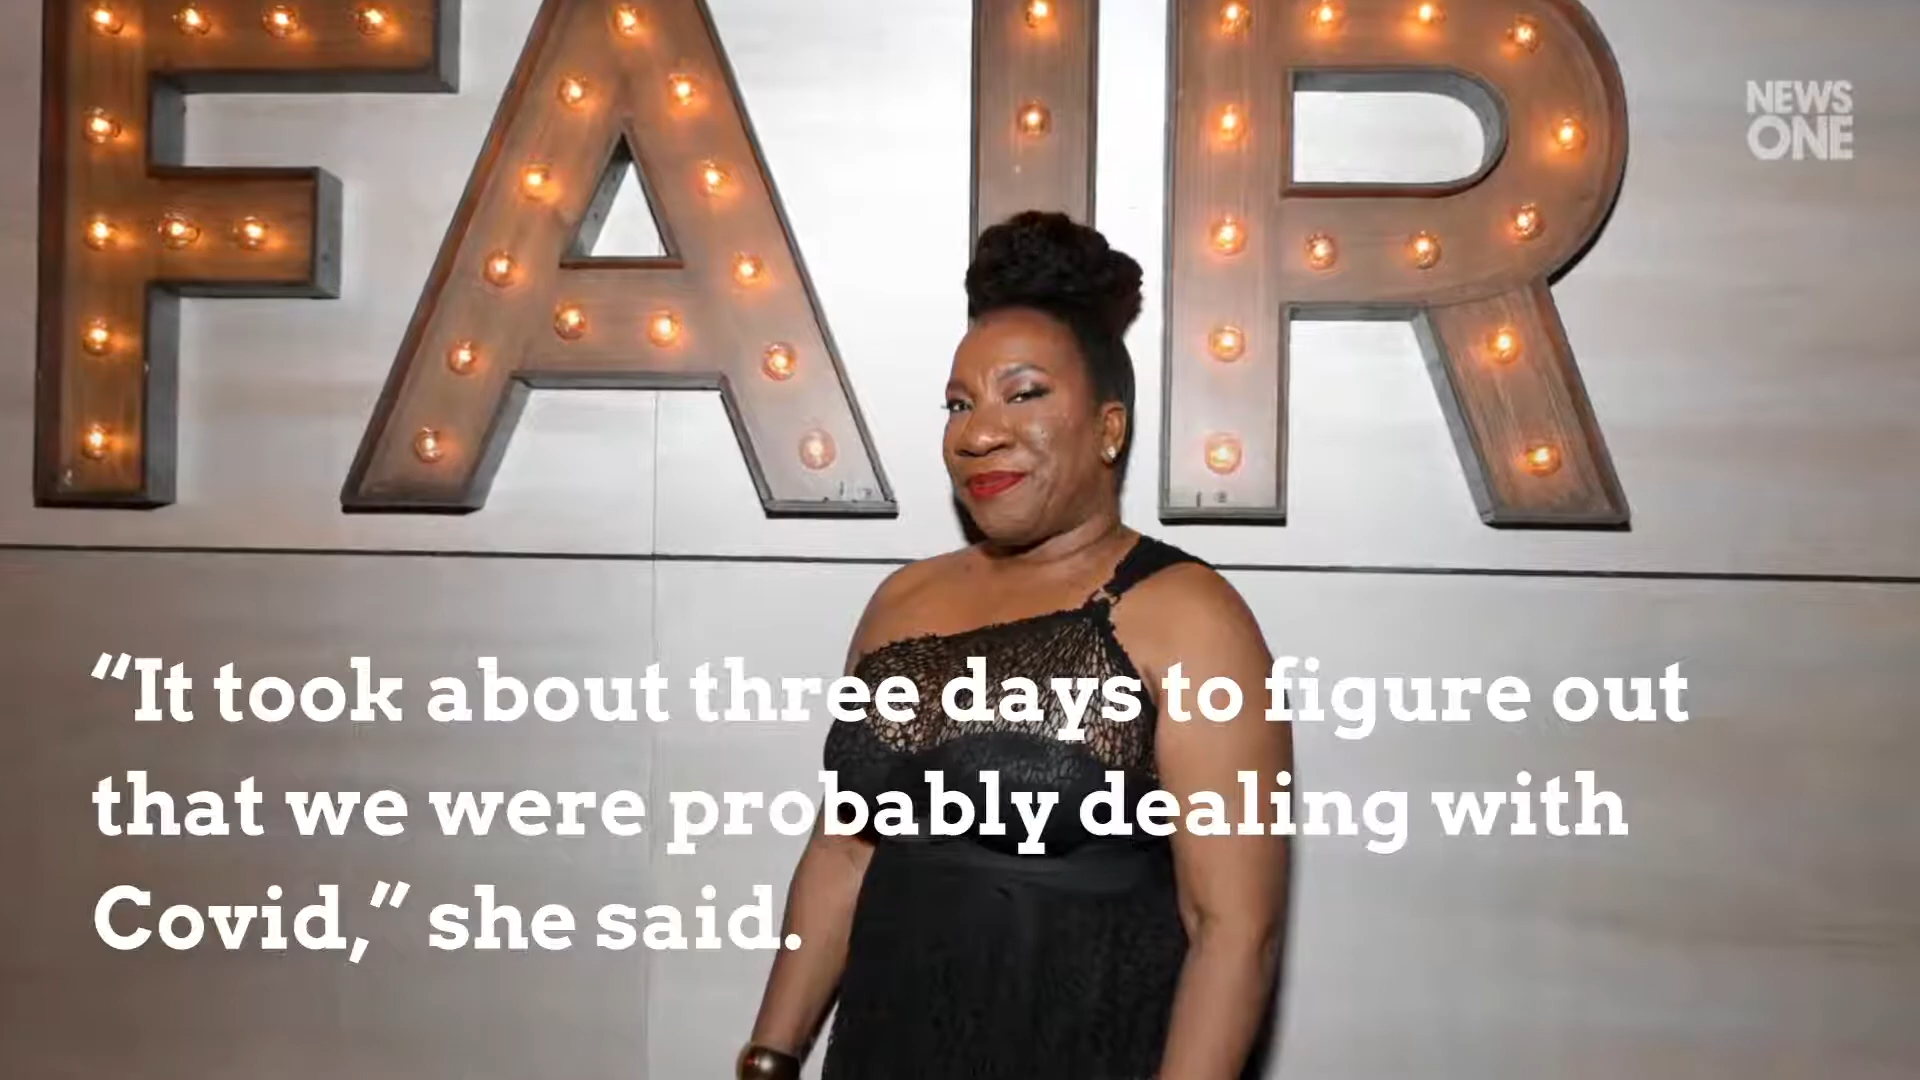 FAIR
NEWS
ONE
“It took about three days to figure out
that we were probably dealing with
Covid,” she said.